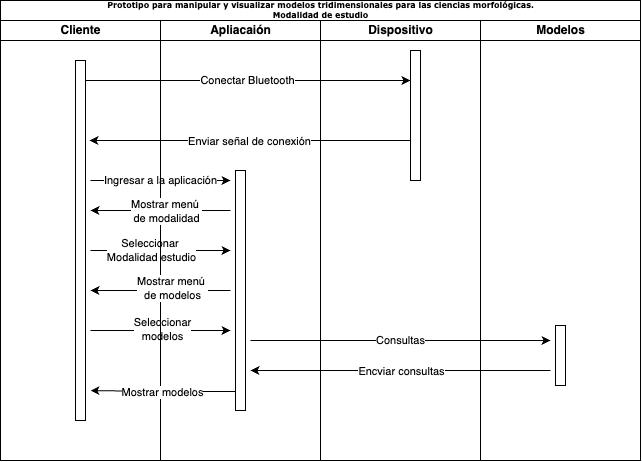 Prototipo para manipular y visualizar modelos tridimensionales para las ciencias morfológicas.
Modalidad de estudio
Cliente
Apliacaión
Dispositivo
Modelos
Conectar Bluetooth
Enviar señal de conexión
Ingresar a la aplicación
Mostrar menú
de modalidad
Seleccionar
Modalidad estudio
Mostrar menú
de modelos
Seleccionar
modelos
Consultas
Encviar consultas
Mostrar modelos